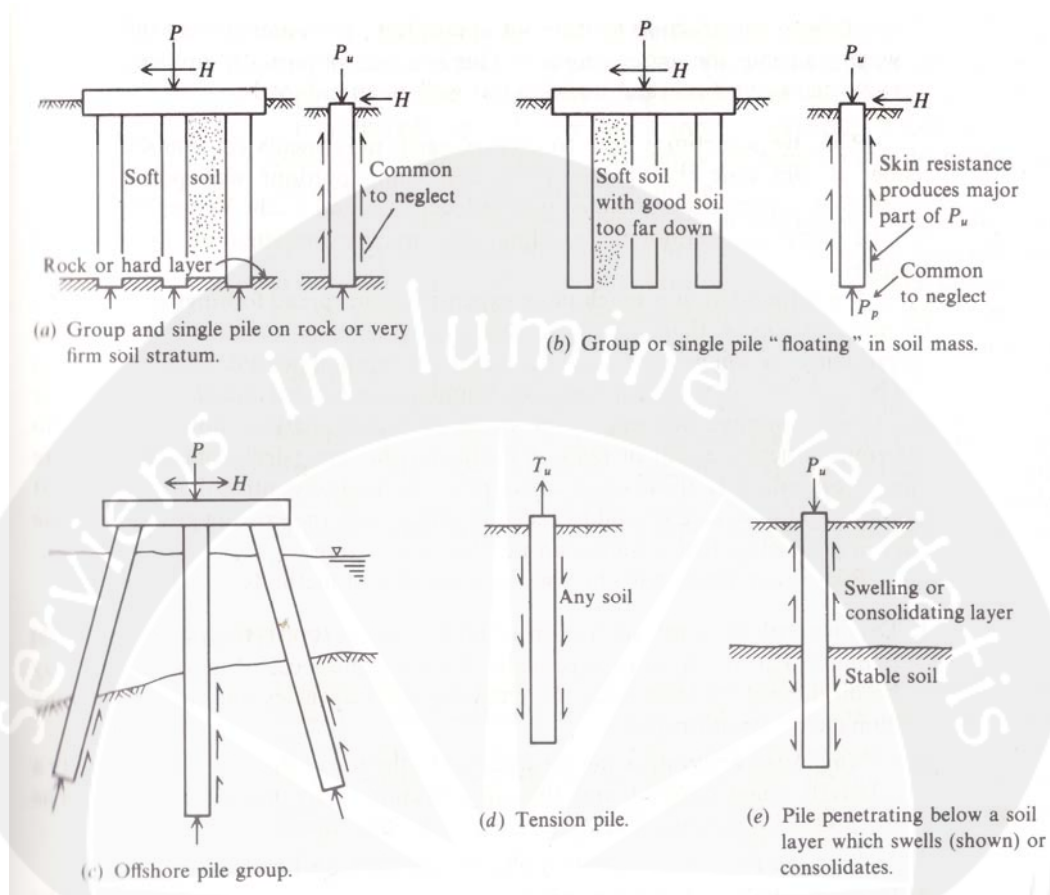 P
H
P_u
H
Soft soil
Common
to neglect
Rock or hard layer
(a) Group and single pile on rock or very
firm soil stratum.
P
H
P_u
H
Soft soil
with good soil
too far down
Skin resistance
produces major
part of P_u
Common
to neglect
P_p
(b) Group or single pile "floating" in soil mass.
P
H
(c) Offshore pile group.
T_u
Any soil
(d) Tension pile.
P_u
Swelling or
consolidating layer
Stable soil
(e) Pile penetrating below a soil
layer which swells (shown) or
consolidates.
serviens in lumine veritatis